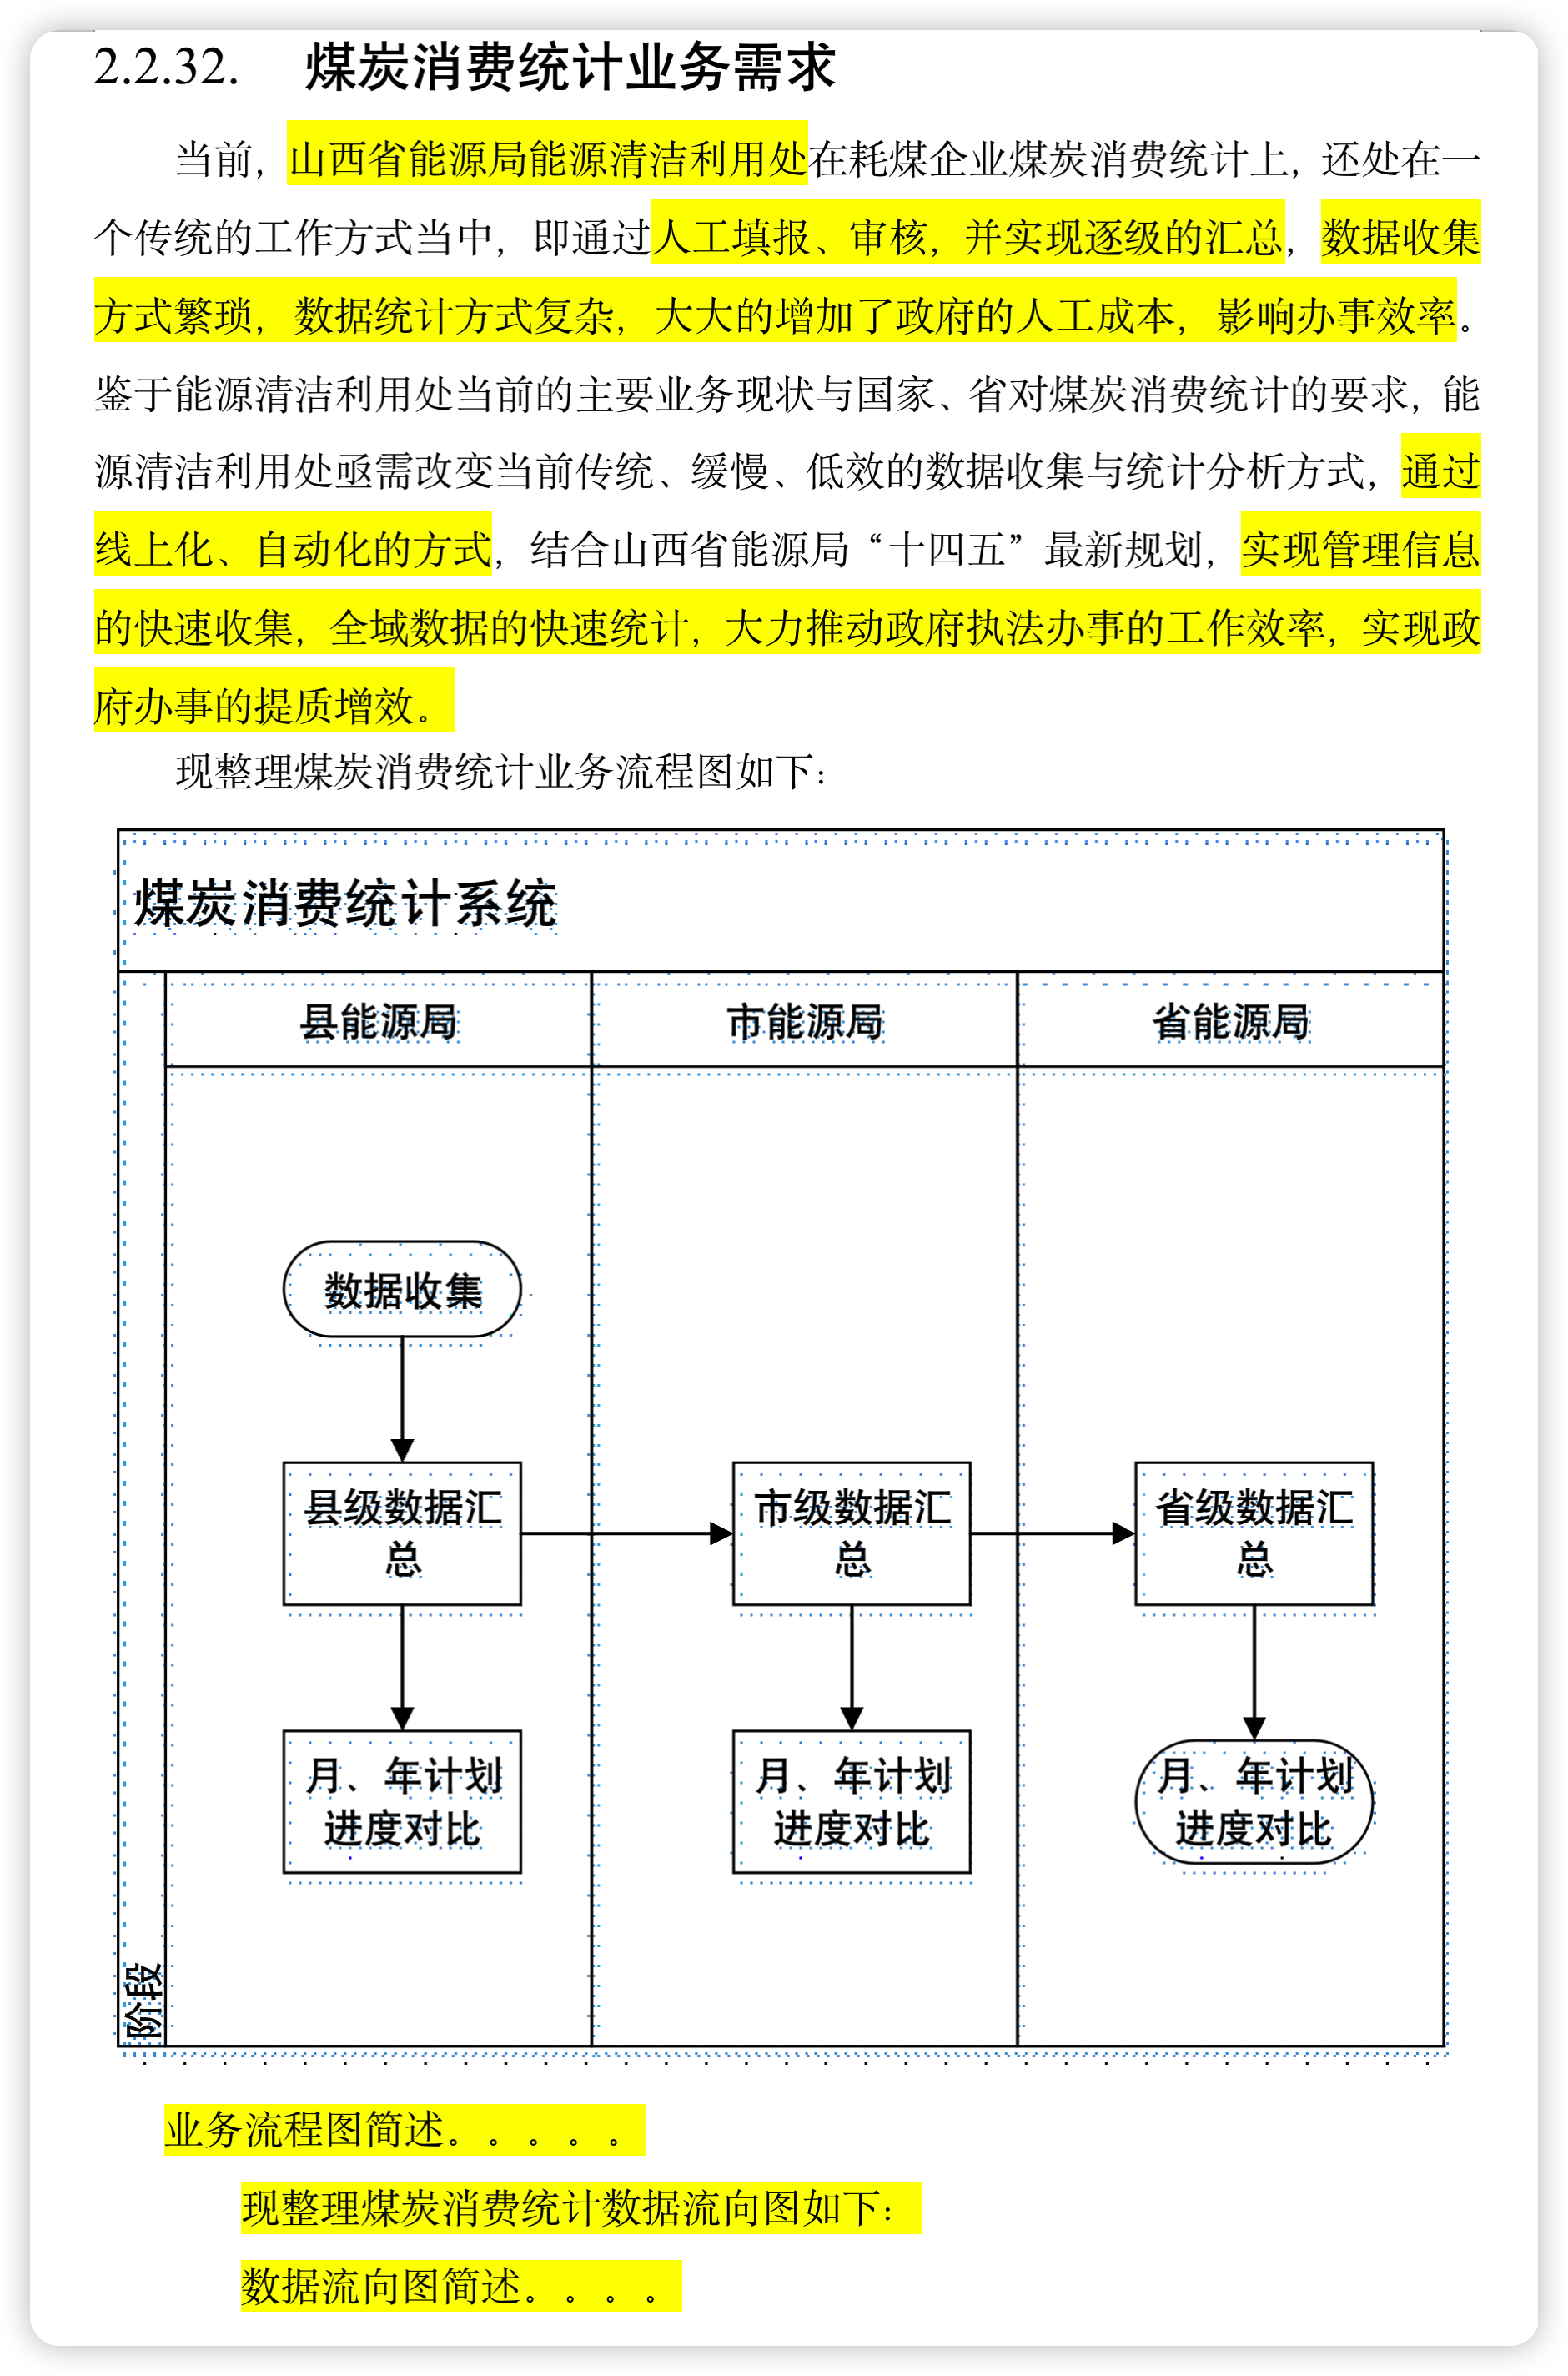 2.2.32. 煤炭消费统计业务需求
当前，山西省能源局能源清洁利用处在耗煤企业煤炭消费统计上，还处在一
个传统的工作方式当中，即通过人工填报、审核，并实现逐级的汇总，数据收集
方式繁琐，数据统计方式复杂，大大的增加了政府的人工成本，影响办事效率。
鉴于能源清洁利用处当前的主要业务现状与国家、省对煤炭消费统计的要求，能
源清洁利用处亟需改变当前传统、缓慢、低效的数据收集与统计分析方式，通过
线上化、自动化的方式，结合山西省能源局“十四五”最新规划，实现管理信息
的快速收集，全域数据的快速统计，大力推动政府执法办事的工作效率，实现政
府办事的提质增效。
现整理煤炭消费统计业务流程图如下：
煤炭消费统计系统
县能源局
市能源局
省能源局
数据收集
县级数据汇
总
市级数据汇
总
省级数据汇
总
月、年计划
进度对比
月、年计划
进度对比
月、年计划
进度对比
阶段
业务流程图简述。。。。。
现整理煤炭消费统计数据流向图如下：
数据流向图简述。。。。